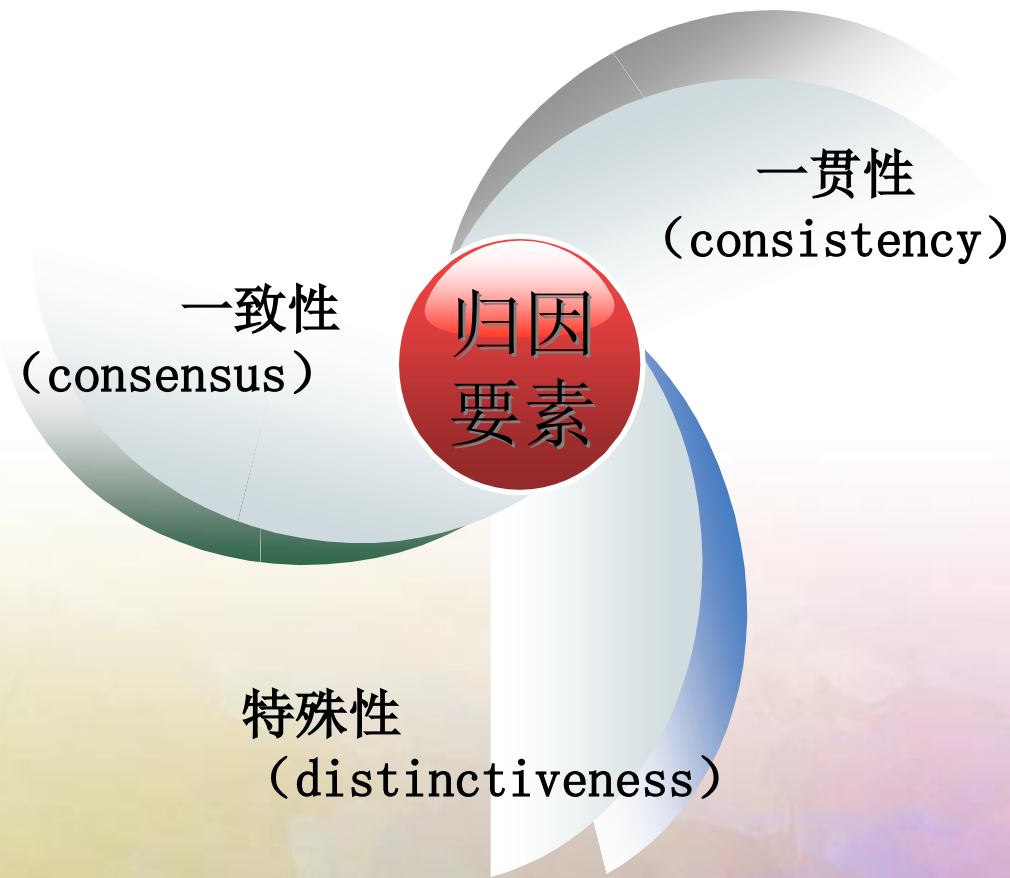 一贯性
（consistency）
一致性
（consensus）
归因
要素
特殊性
（distinctiveness）